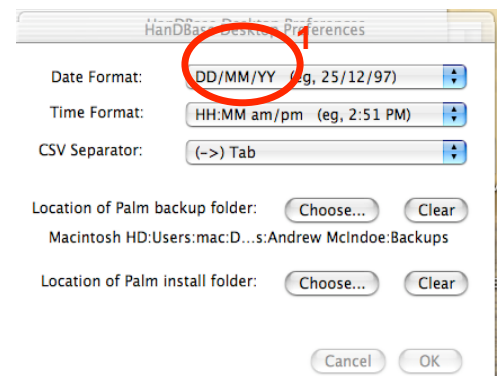 HanDBase Desktop Preferences
1
Date Format: DD/MM/YY (eg, 25/12/97)
Time Format: HH:MM am/pm (eg, 2:51 PM)
CSV Separator: (->) Tab
Location of Palm backup folder: Choose... Clear
Macintosh HD:Users:mac:D...s:Andrew McIndoe:Backups
Location of Palm install folder: Choose... Clear
Cancel OK